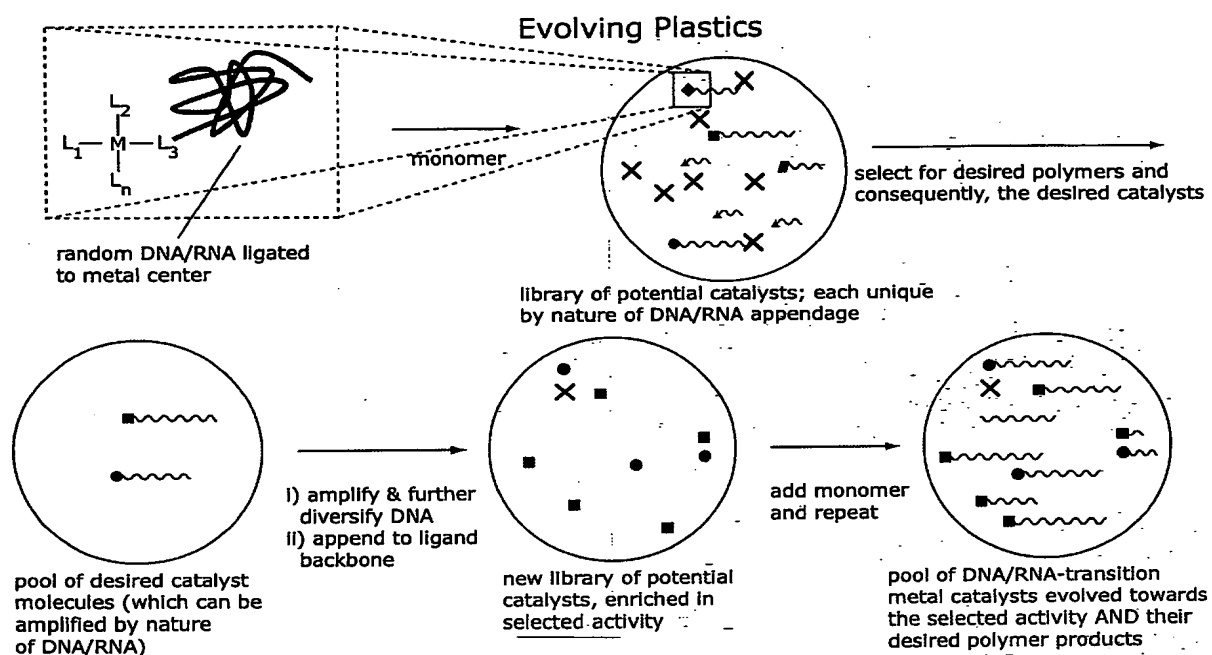 Evolving Plastics
L2
L1 M L3
Ln
monomer
random DNA/RNA ligated
to metal center
select for desired polymers and
consequently, the desired catalysts
library of potential catalysts; each unique
by nature of DNA/RNA appendage
i) amplify & further
diversify DNA
ii) append to ligand
backbone
add monomer
and repeat
pool of desired catalyst
molecules (which can be
amplified by nature
of DNA/RNA)
new library of potential
catalysts, enriched in
selected activity
pool of DNA/RNA-transition
metal catalysts evolved towards
the selected activity AND their
desired polymer products